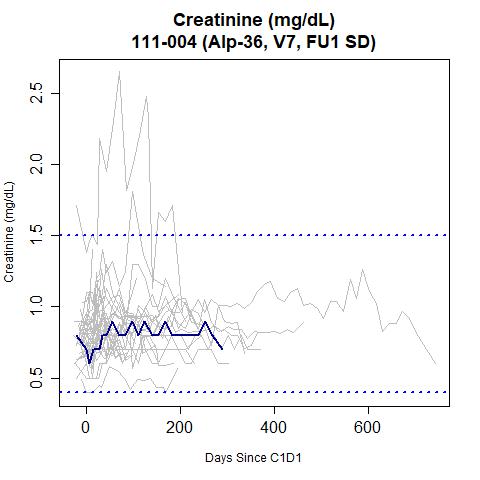 Creatinine (mg/dL)
111-004 (Alp-36, V7, FU1 SD)
Creatinine (mg/dL)
2.5
2.0
1.5
1.0
0.5
0
200
400
600
Days Since C1D1